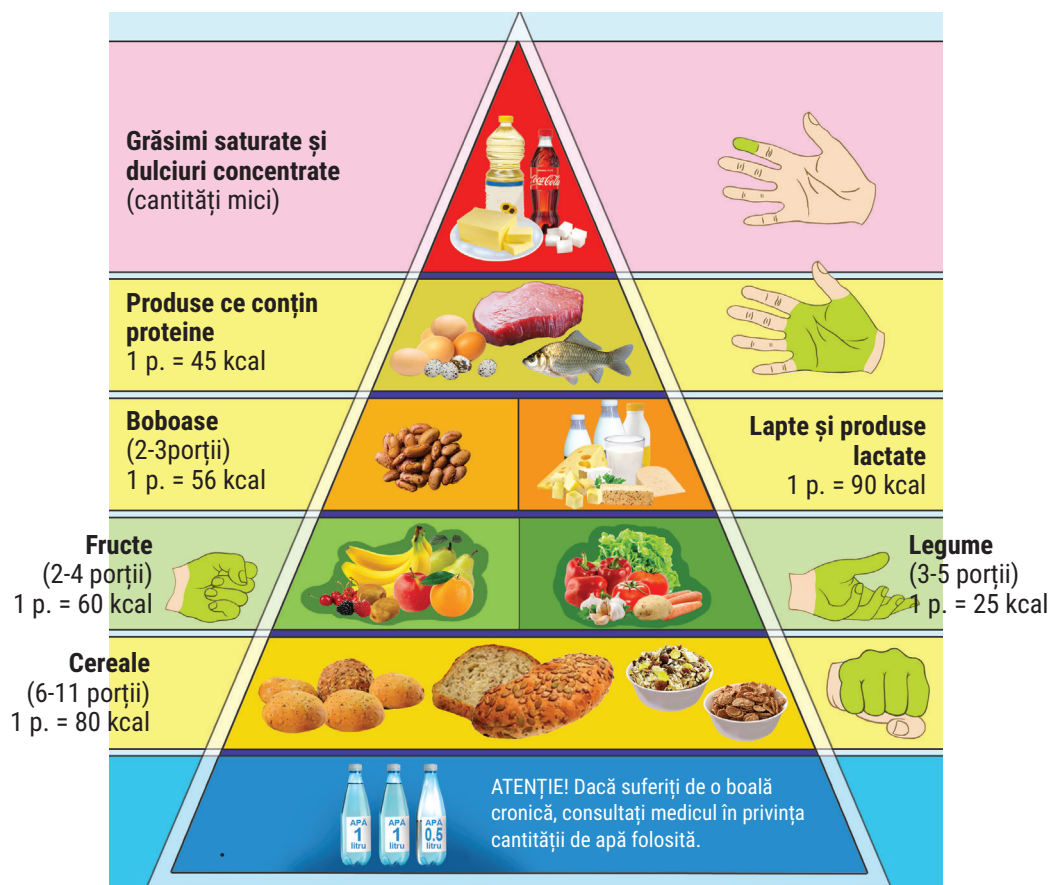 Grăsimi saturate și
dulciuri concentrate
(cantități mici)
Coca-Cola
Produse ce conțin
proteine
1 p. = 45 kcal
Boboase
(2-3porții)
1 p. = 56 kcal
Lapte și produse
lactate
1 p. = 90 kcal
Fructe
(2-4 porții)
1 p. = 60 kcal
Legume
(3-5 porții)
1 p. = 25 kcal
Cereale
(6-11 porții)
1 p. = 80 kcal
APĂ
1
litru
APĂ
1
litru
APĂ
0.5
litru
ATENȚIE! Dacă suferiți de o boală
cronică, consultați medicul în privința
cantității de apă folosită.